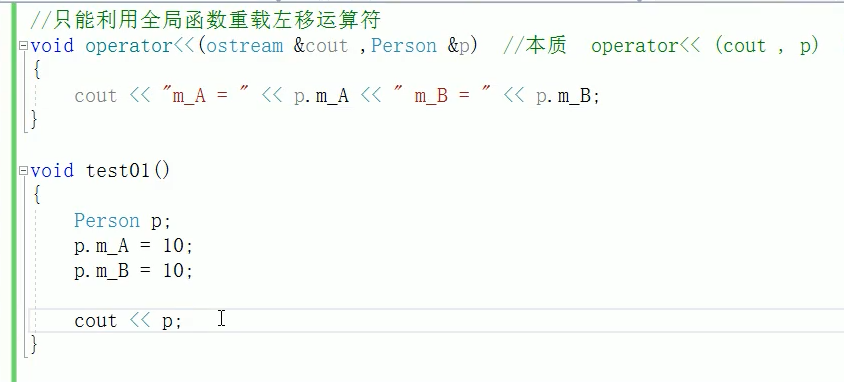 //只能利用全局函数重载左移运算符
void operator<<(ostream &cout ,Person &p)  //本质  operator<< (cout , p)
{
    cout << "m_A = " << p.m_A << " m_B = " << p.m_B;
}
void test01()
{
    Person p;
    p.m_A = 10;
    p.m_B = 10;
    cout << p;
}